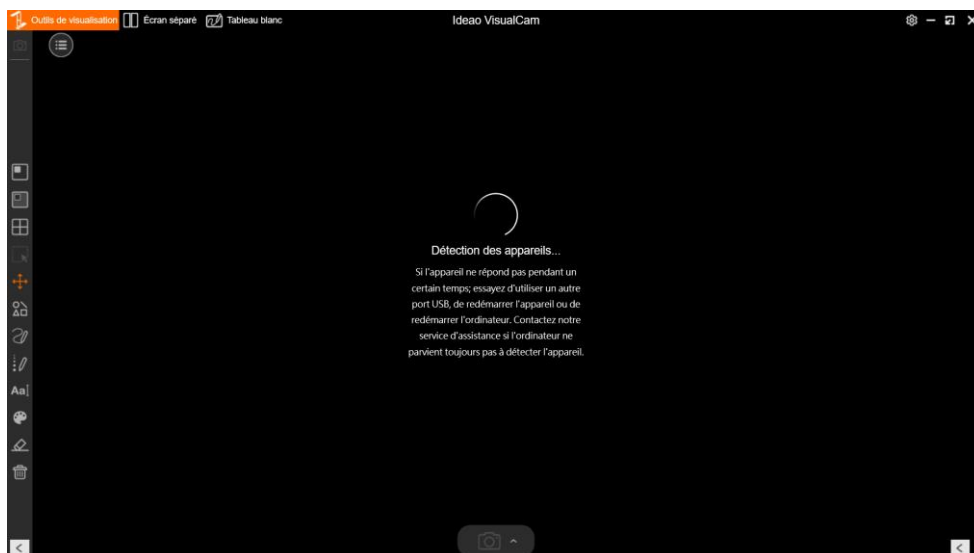 Outils de visualisation Écran séparé Tableau blanc Ideao VisualCam
Détection des appareils...
Si l'appareil ne répond pas pendant un
certain temps; essayez d'utiliser un autre
port USB, de redémarrer l'appareil ou de
redémarrer l'ordinateur. Contactez notre
service d'assistance si l'ordinateur ne
parvient toujours pas à détecter l'appareil.
Aa